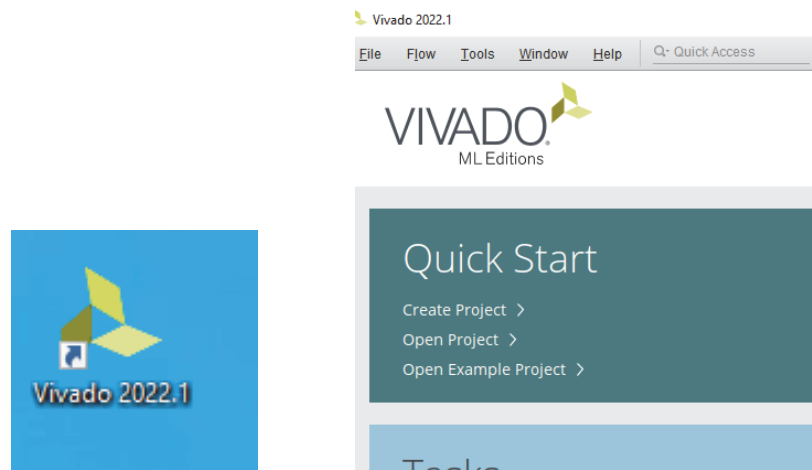 Vivado 2022.1
File Flow Tools Window Help Quick Access
VIVADO.
ML Editions
Quick Start
Create Project >
Open Project >
Open Example Project >
Tasks
Vivado 2022.1